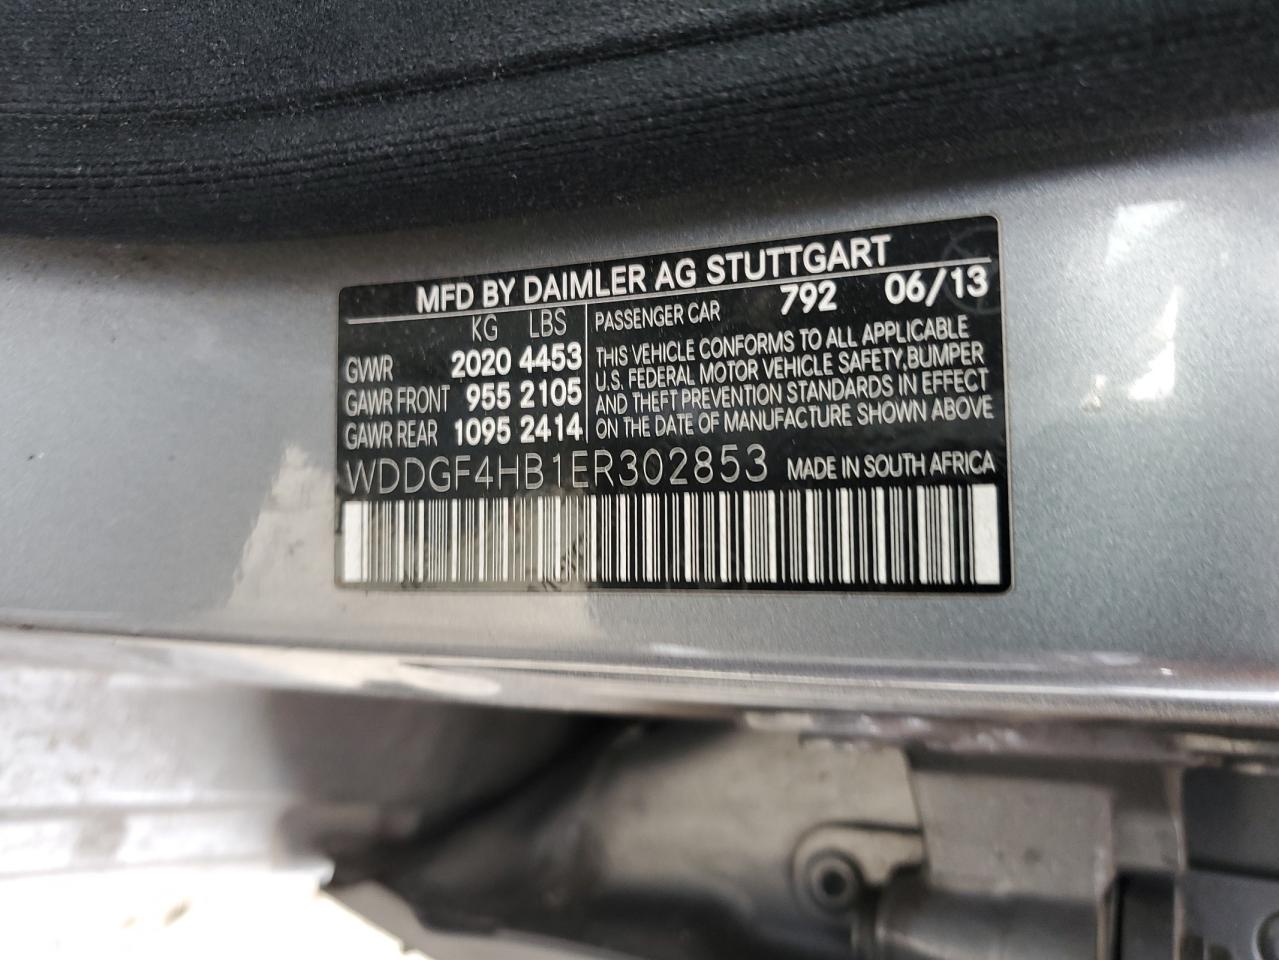 MFD BY DAIMLER AG STUTTGART
KG LBS
GVWR 2020 4453
GAWR FRONT 955 2105
GAWR REAR 1095 2414
PASSENGER CAR 792 06/13
THIS VEHICLE CONFORMS TO ALL APPLICABLE
U.S. FEDERAL MOTOR VEHICLE SAFETY,BUMPER
AND THEFT PREVENTION STANDARDS IN EFFECT
ON THE DATE OF MANUFACTURE SHOWN ABOVE
WDDGF4HB1ER302853 MADE IN SOUTH AFRICA